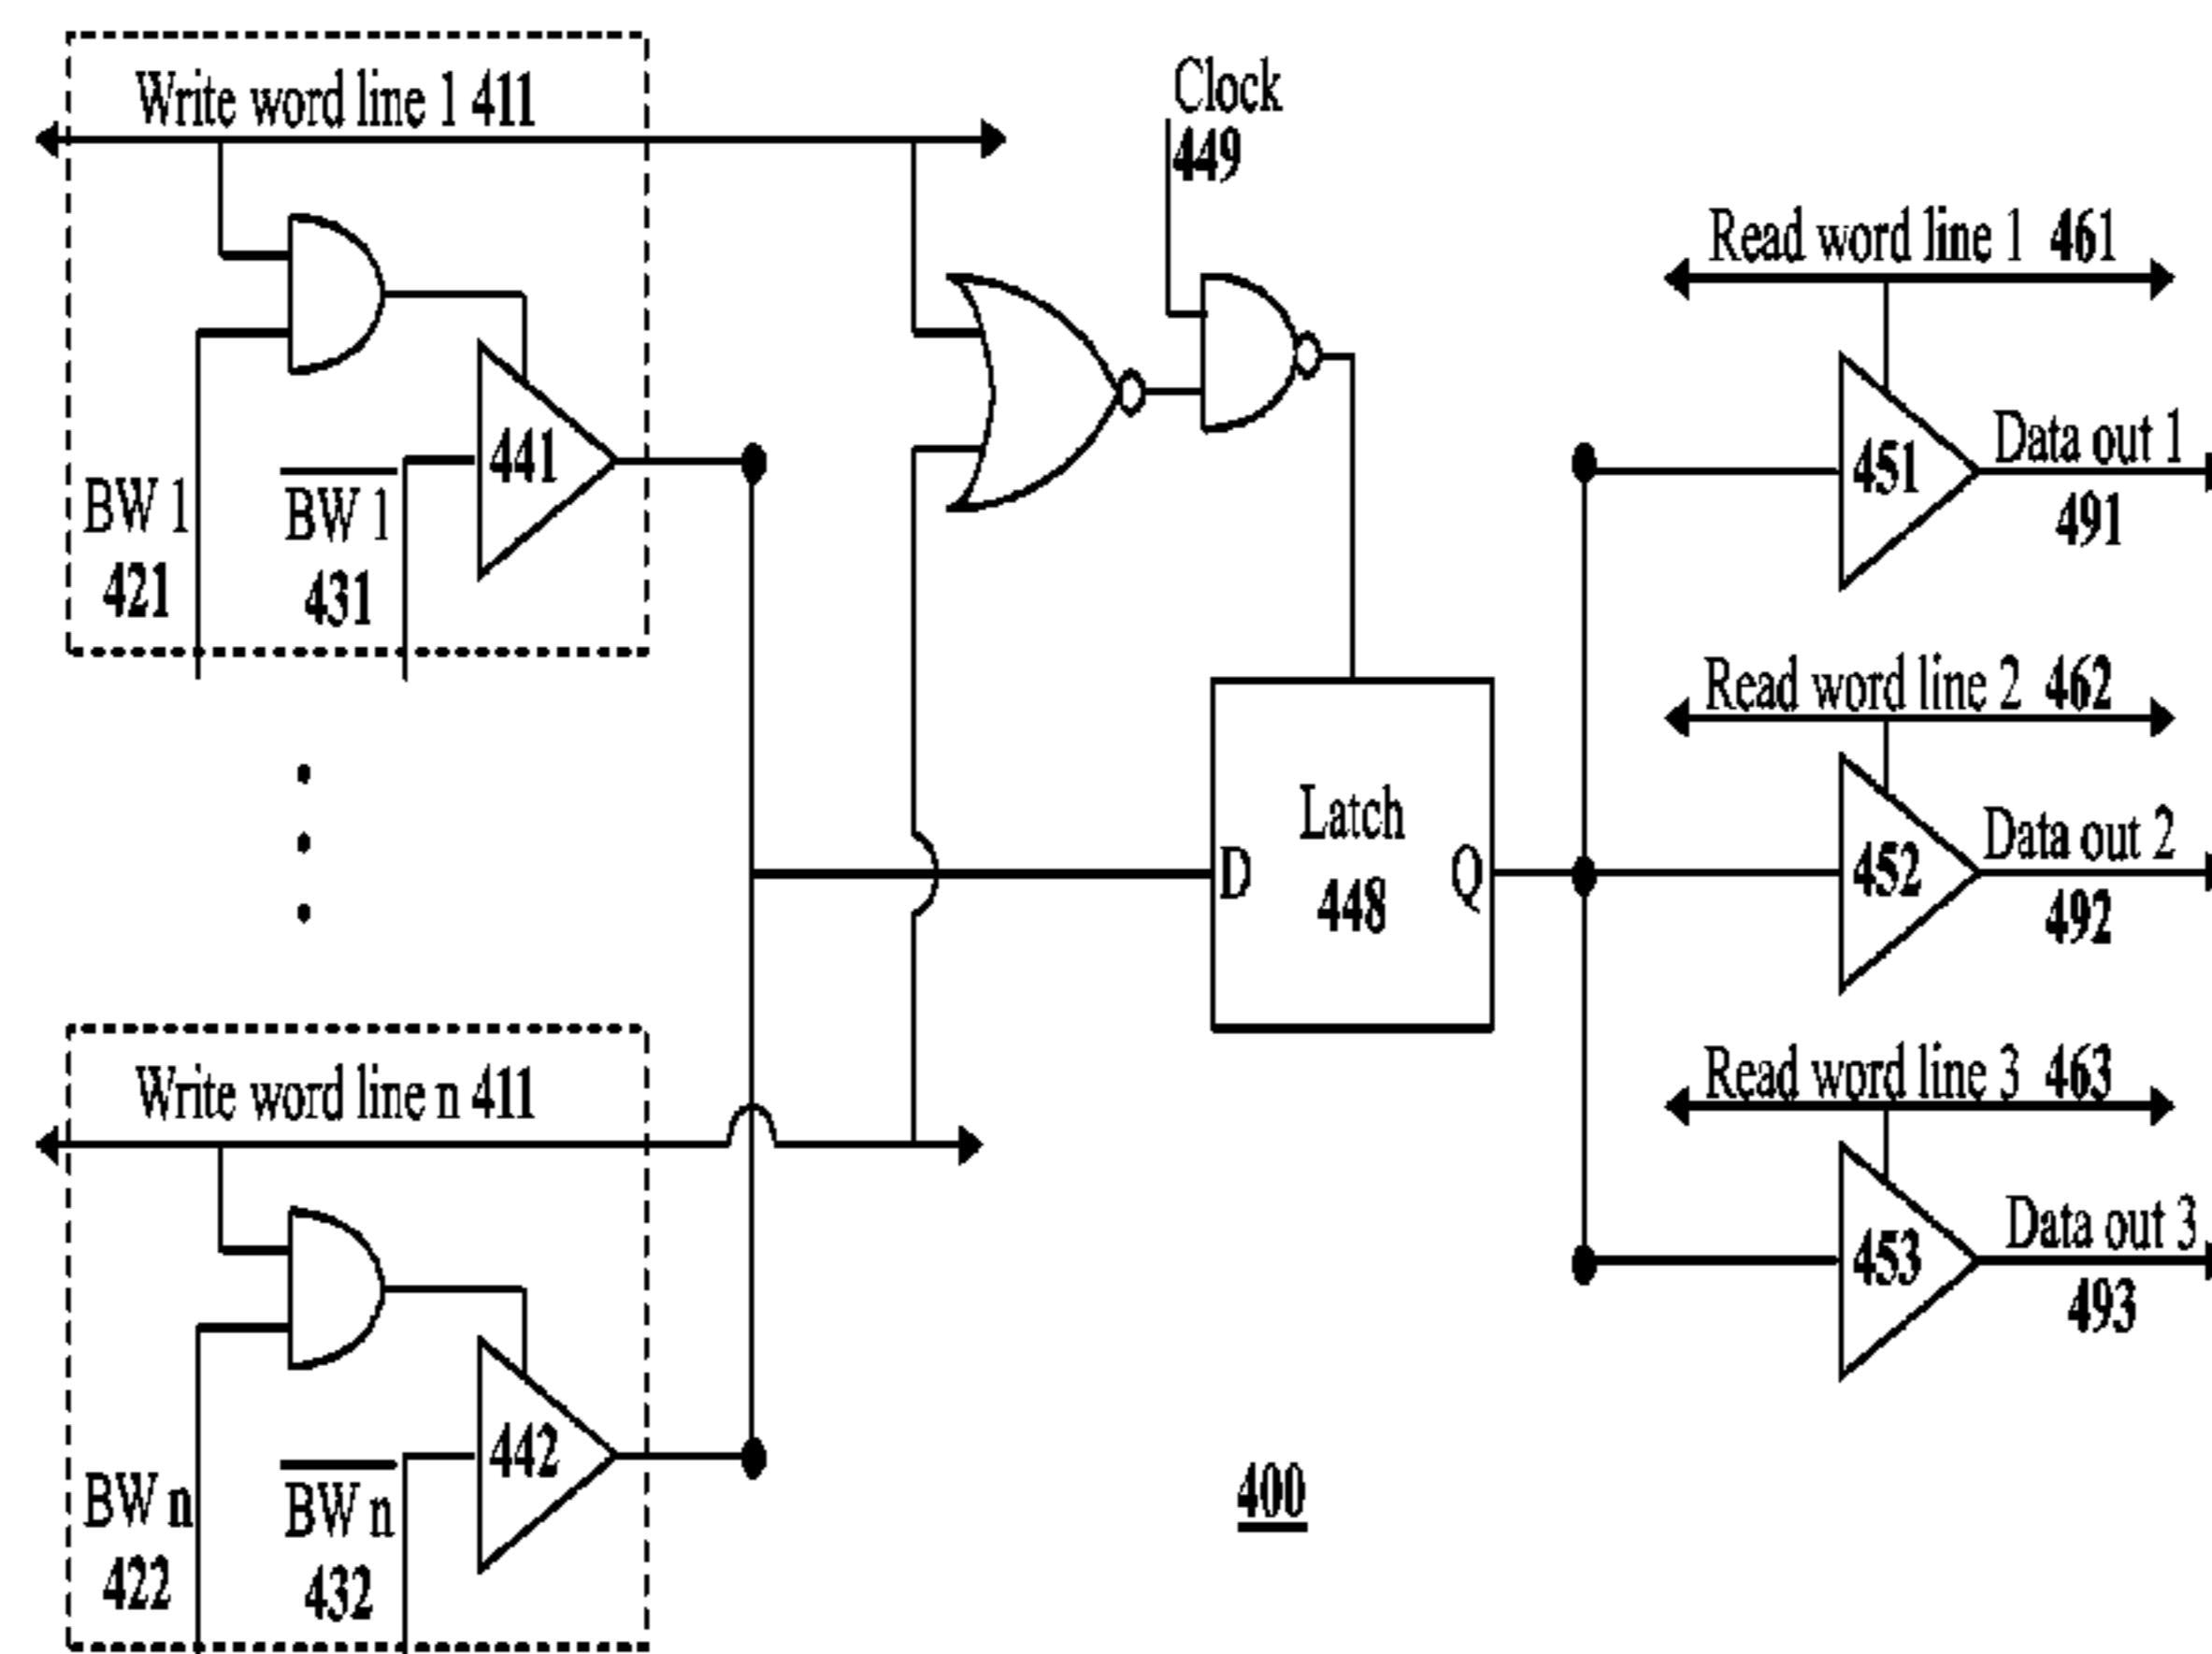 Write word line 1 411
BW 1
421
BW 1
431
441
Clock
449
Write word line n 411
BW n
422
BW n
432
442
Latch
448
D
Q
Read word line 1 461
451
Data out 1
491
Read word line 2 462
452
Data out 2
492
Read word line 3 463
453
Data out 3
493
400